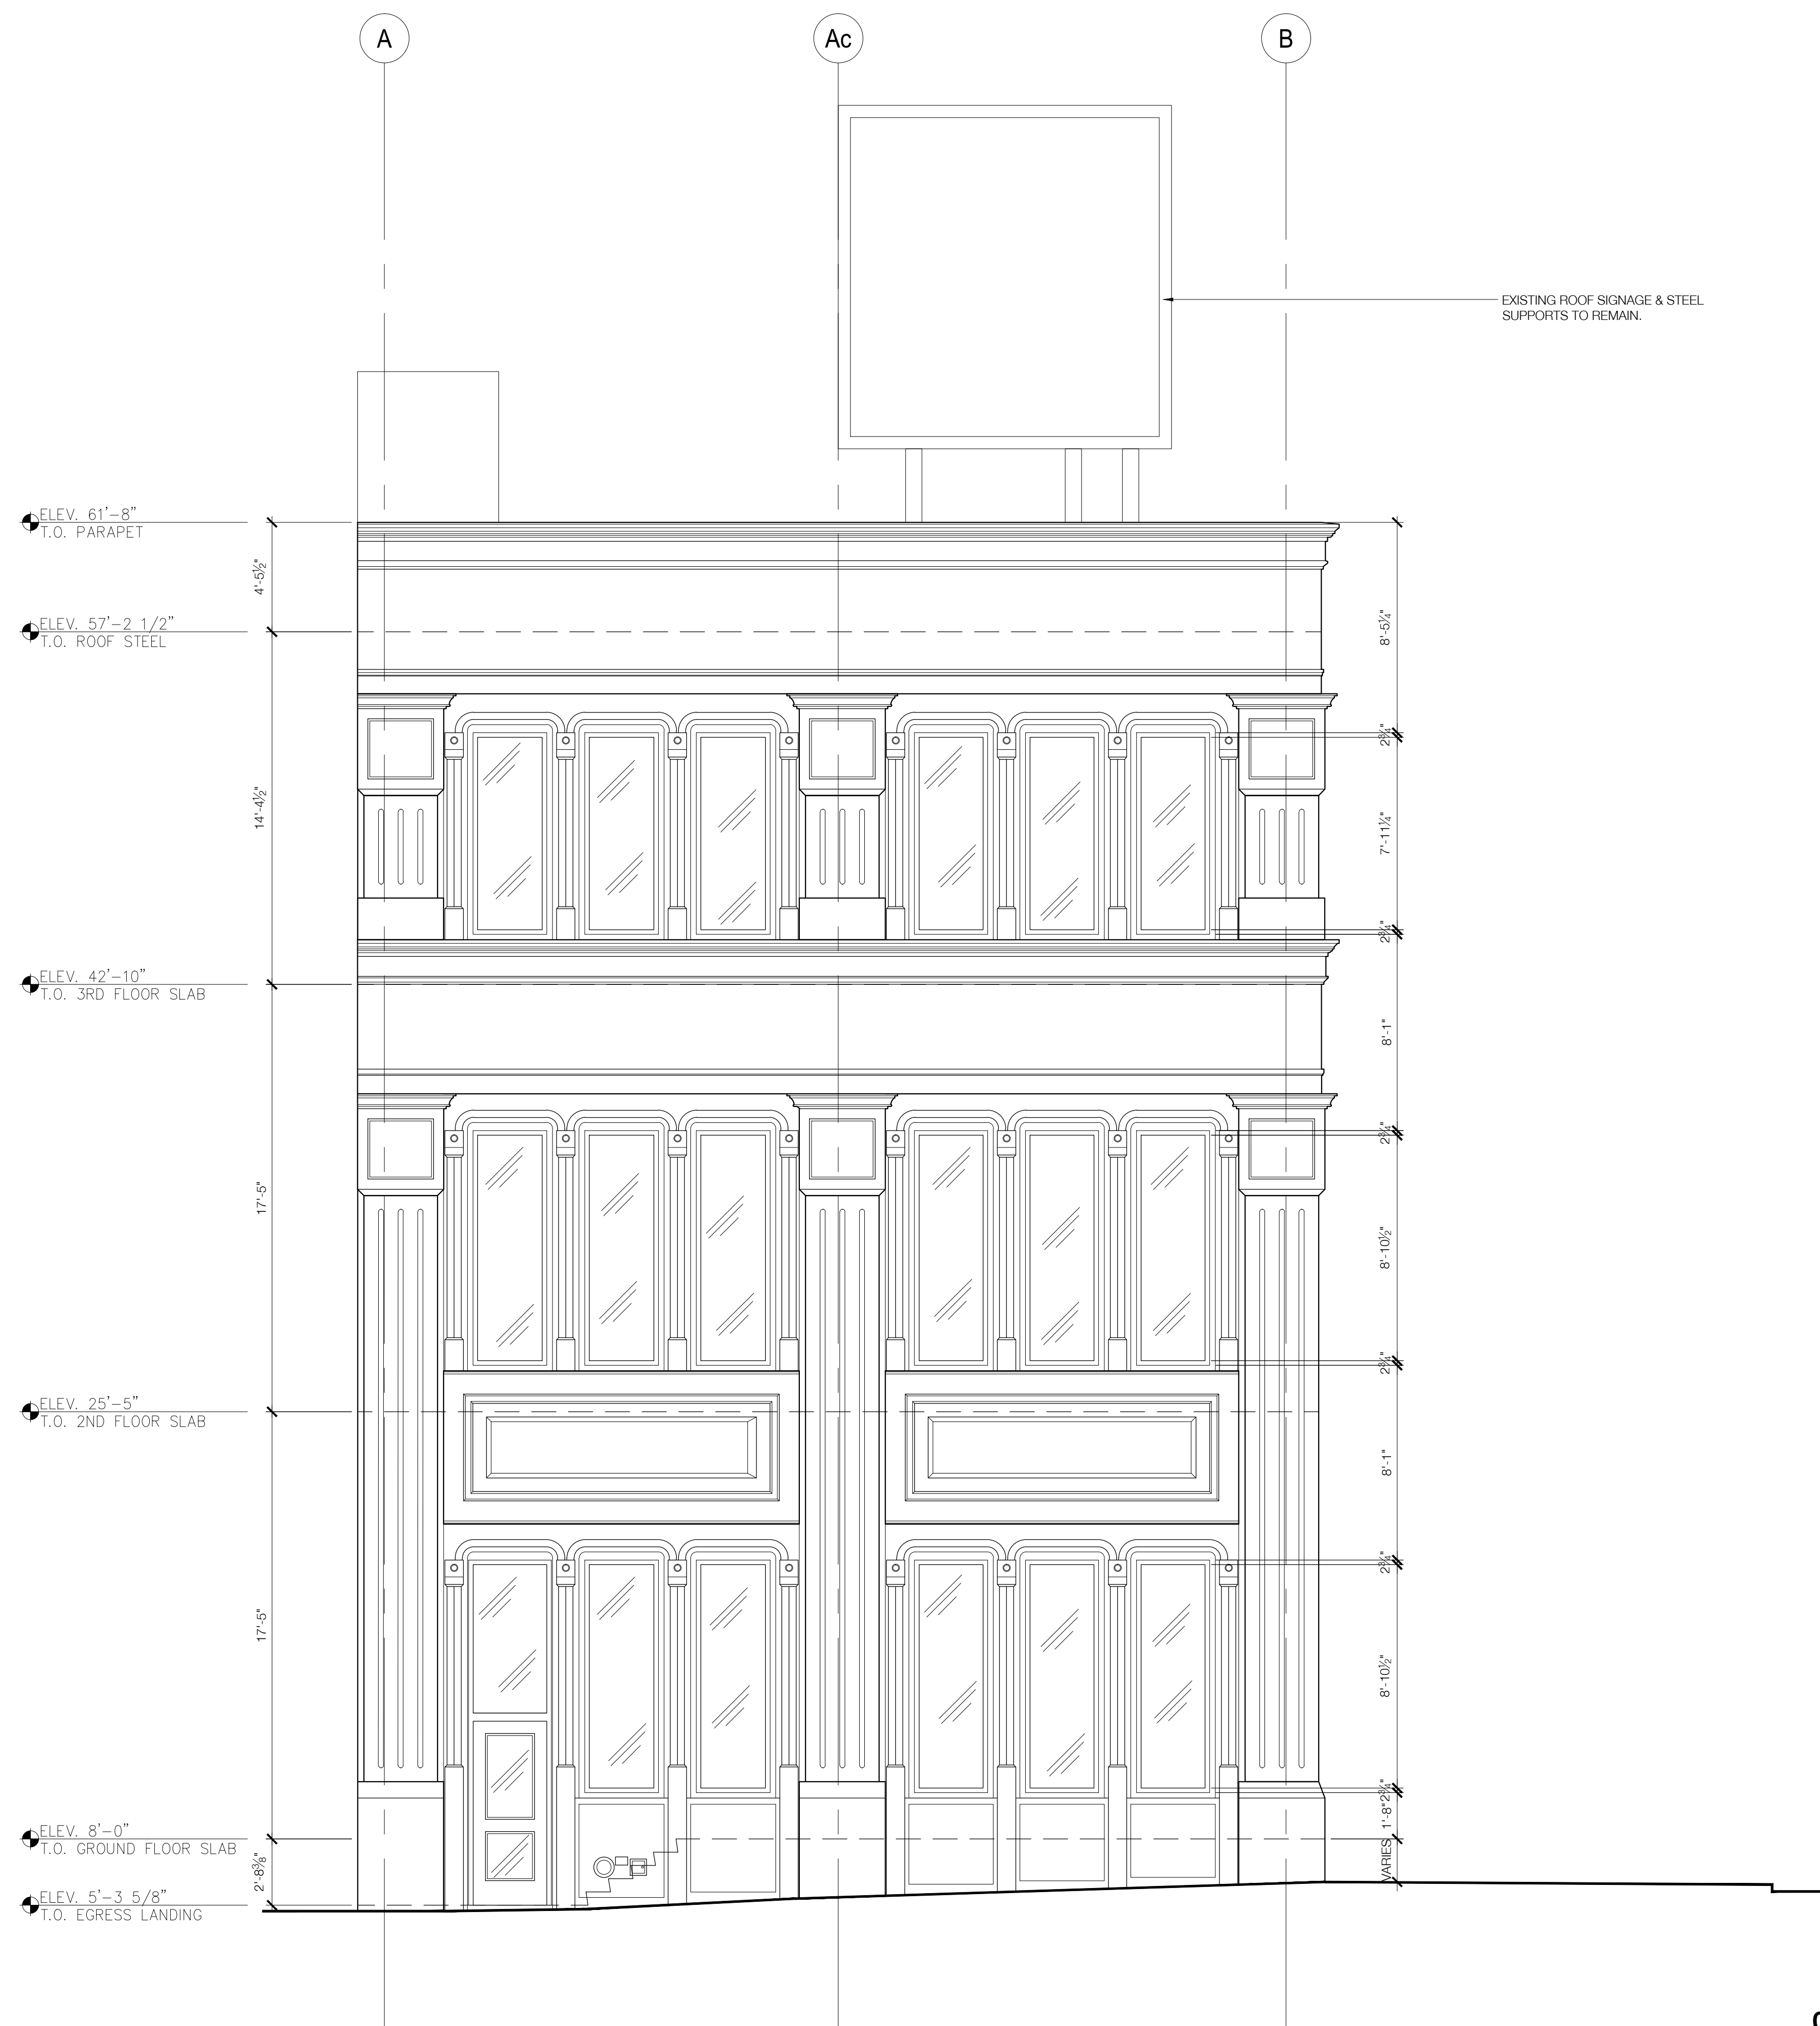 A
Ac
B
EXISTING ROOF SIGNAGE & STEEL
SUPPORTS TO REMAIN.
ELEV. 61'-8"
T.O. PARAPET
4'-5½"
8'-5¼"
ELEV. 57'-2 1/2"
T.O. ROOF STEEL
2¾"
14'-4½"
7'-11¼"
2¾"
ELEV. 42'-10"
T.O. 3RD FLOOR SLAB
8'-1"
2¾"
17'-5"
8'-10½"
2¾"
ELEV. 25'-5"
T.O. 2ND FLOOR SLAB
8'-1"
2¾"
17'-5"
8'-10½"
2¾"
1'-8"
ELEV. 8'-0"
T.O. GROUND FLOOR SLAB
VARIES
2'-8⅜"
ELEV. 5'-3 5/8"
T.O. EGRESS LANDING